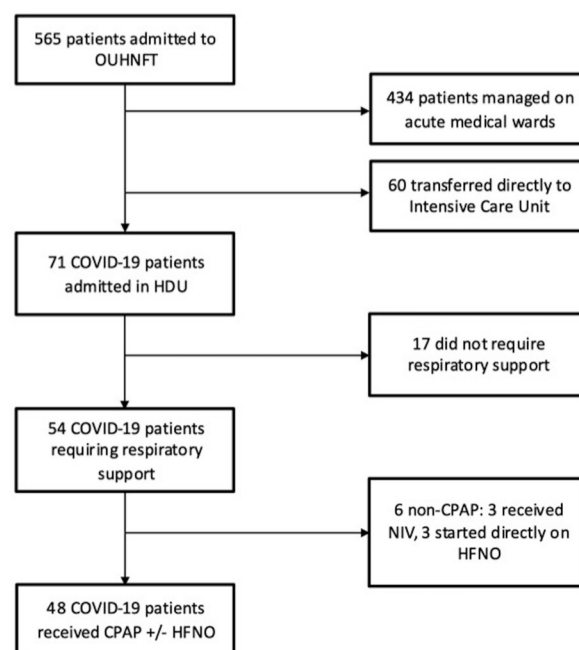 565 patients admitted to
OUHNFT
434 patients managed on
acute medical wards
60 transferred directly to
Intensive Care Unit
71 COVID-19 patients
admitted in HDU
17 did not require
respiratory support
54 COVID-19 patients
requiring respiratory
support
6 non-CPAP: 3 received
NIV, 3 started directly on
HFNO
48 COVID-19 patients
received CPAP +/- HFNO